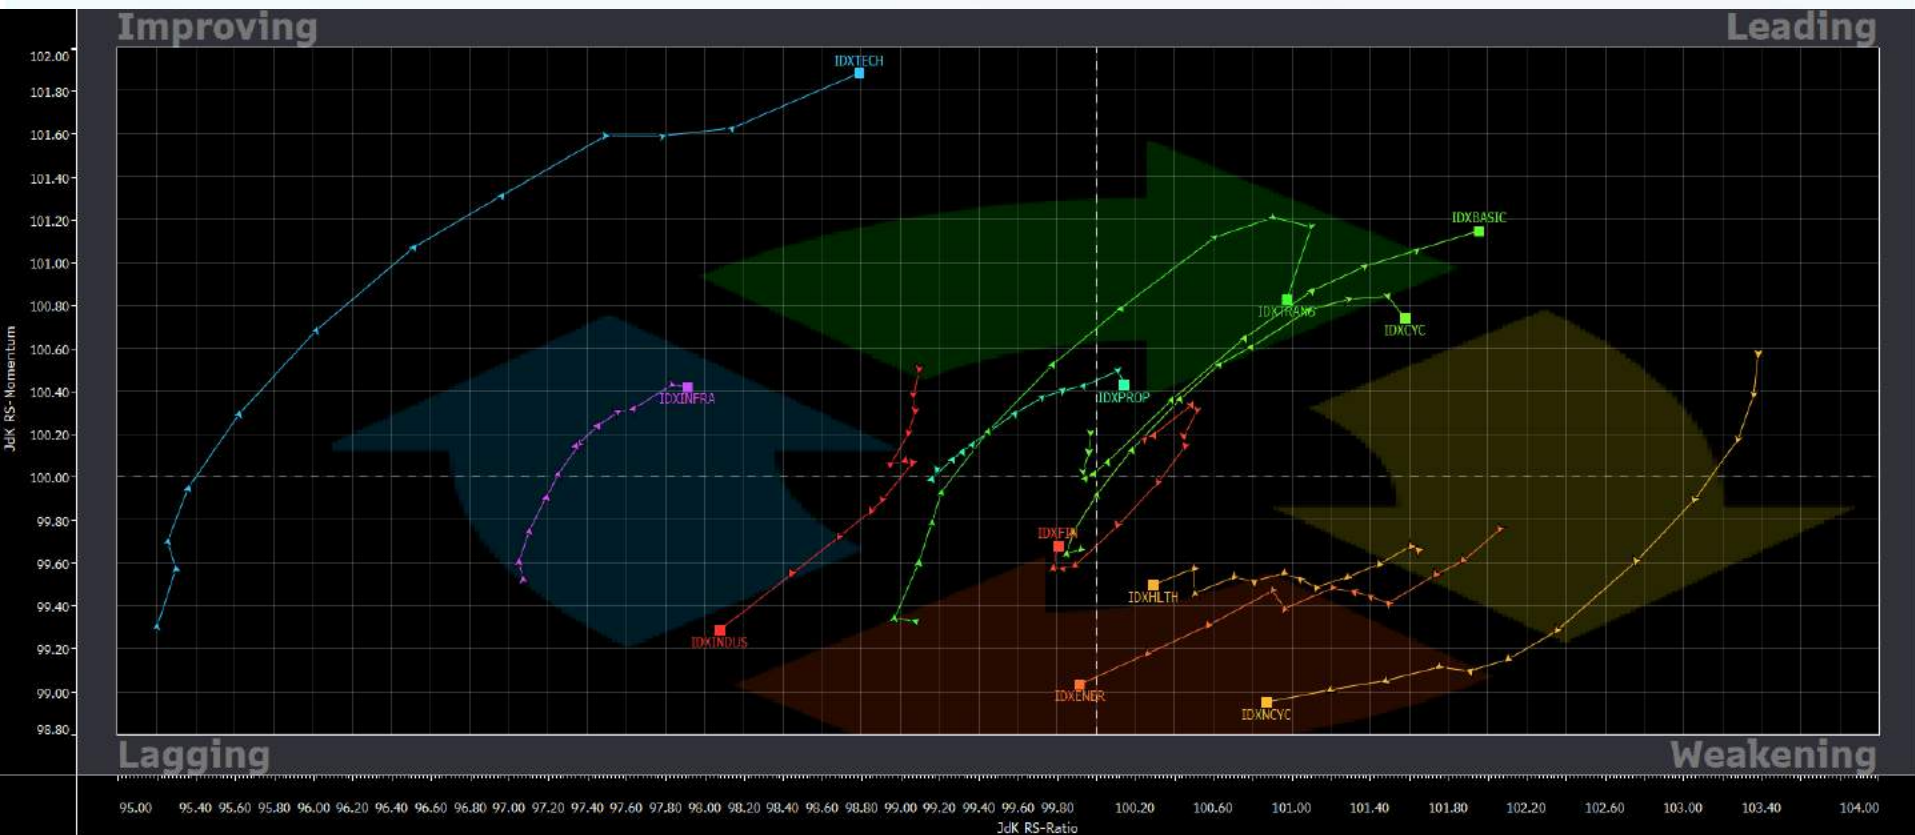 Improving
Leading
102.00
101.80
101.60
101.40
101.20
101.00
100.80
100.60
100.40
100.20
100.00
99.80
99.60
99.40
99.20
99.00
98.80
JdK RS-Momentum
IDXTECH
IDXBASIC
IDXTRANS
IDXCYC
IDXINFRA
IDXPROP
IDXFIN
IDXHLTH
IDXINDUS
IDXENER
IDXNCYC
Lagging
Weakening
95.00 95.40 95.60 95.80 96.00 96.20 96.40 96.60 96.80 97.00 97.20 97.40 97.60 97.80 98.00 98.20 98.40 98.60 98.80 99.00 99.20 99.40 99.60 99.80 100.20 100.60 101.00 101.40 101.80 102.20 102.60 103.00 103.40 104.00
JdK RS-Ratio